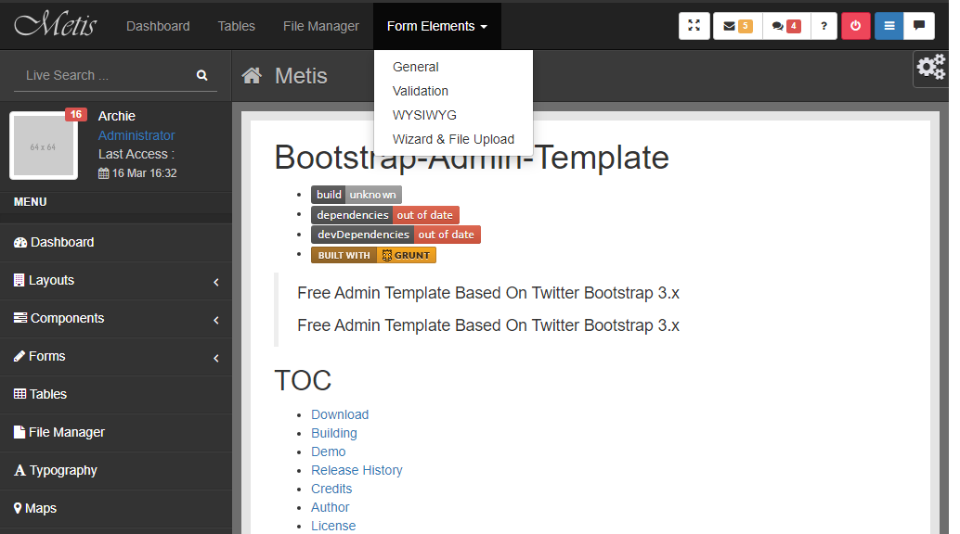 Metis Dashboard Tables File Manager Form Elements 5 4 ?
General
Validation
WYSIWYG
Wizard & File Upload
Live Search ...
Metis
64 x 64
16
Archie
Administrator
Last Access :
16 Mar 16:32
MENU
Dashboard
Layouts
Components
Forms
Tables
File Manager
Typography
Maps
Bootstrap-Admin-Template
build unknown
dependencies out of date
devDependencies out of date
BUILT WITH GRUNT
Free Admin Template Based On Twitter Bootstrap 3.x
Free Admin Template Based On Twitter Bootstrap 3.x
TOC
Download
Building
Demo
Release History
Credits
Author
License